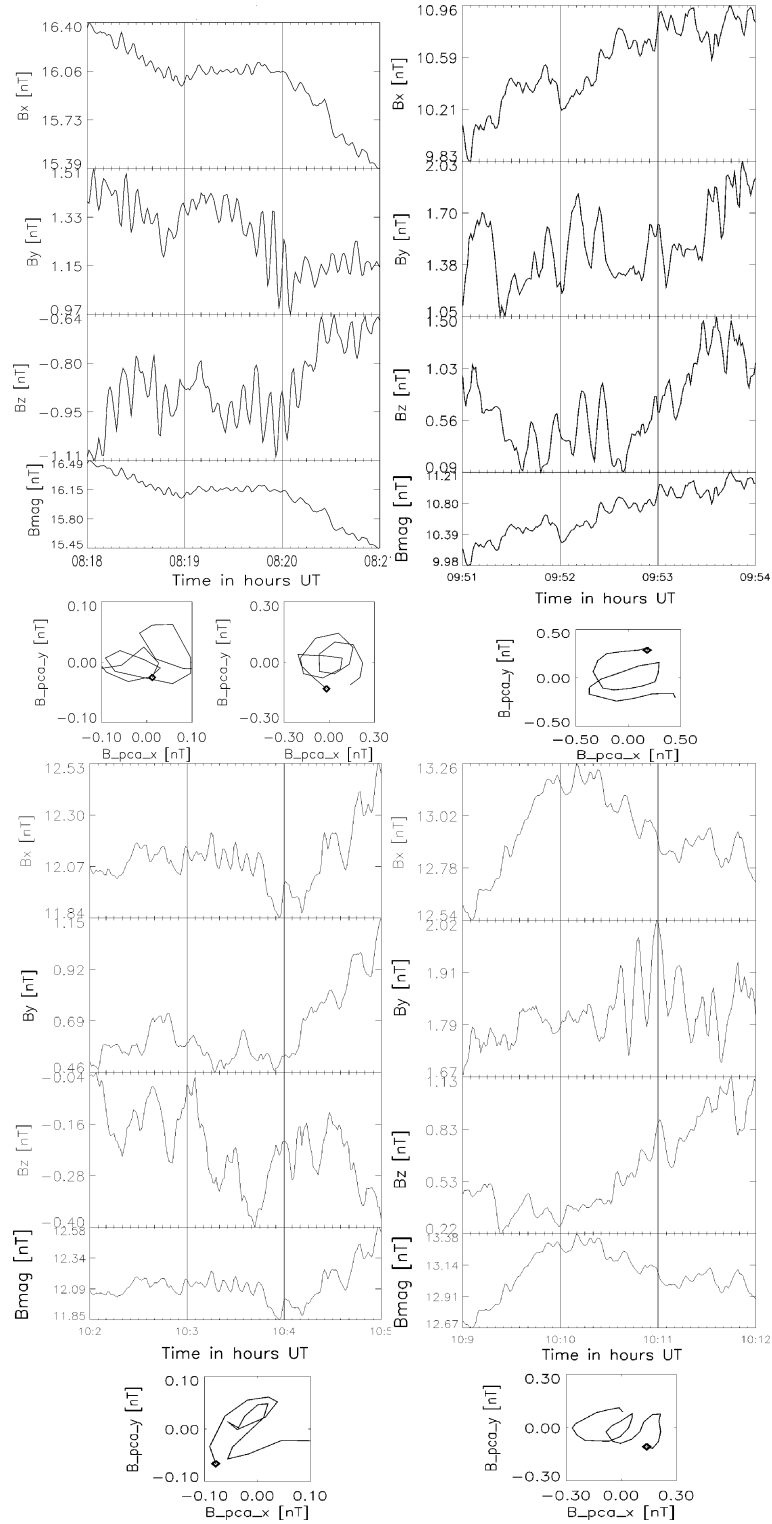 16.40
16.06
15.73
15.39
Bx [nT]
1.51
1.33
1.15
0.97
By [nT]
−0.64
−0.80
−0.95
−1.11
Bz [nT]
16.49
16.15
15.80
15.45
Bmag [nT]
08:18 08:19 08:20 08:21
Time in hours UT
0.10
0.00
−0.10
B_pca_y [nT]
−0.10 0.00 0.10
B_pca_x [nT]
0.30
0.00
−0.30
B_pca_y [nT]
−0.30 0.00 0.30
B_pca_x [nT]
10.96
10.59
10.21
9.83
Bx [nT]
2.03
1.70
1.38
1.05
By [nT]
1.50
1.03
0.56
0.09
Bz [nT]
11.21
10.80
10.39
9.98
Bmag [nT]
09:51 09:52 09:53 09:54
Time in hours UT
0.50
0.00
−0.50
B_pca_y [nT]
−0.50 0.00 0.50
B_pca_x [nT]
12.53
12.30
12.07
11.84
Bx [nT]
1.15
0.92
0.69
0.46
By [nT]
−0.04
−0.16
−0.28
−0.40
Bz [nT]
12.58
12.34
12.09
11.85
Bmag [nT]
10:2 10:3 10:4 10:5
Time in hours UT
0.10
0.00
−0.10
B_pca_y [nT]
−0.10 0.00 0.10
B_pca_x [nT]
13.26
13.02
12.78
12.54
Bx [nT]
2.02
1.91
1.79
1.67
By [nT]
1.13
0.83
0.53
0.22
Bz [nT]
13.38
13.14
12.91
12.67
Bmag [nT]
10:9 10:10 10:11 10:12
Time in hours UT
0.30
0.00
−0.30
B_pca_y [nT]
−0.30 0.00 0.30
B_pca_x [nT]